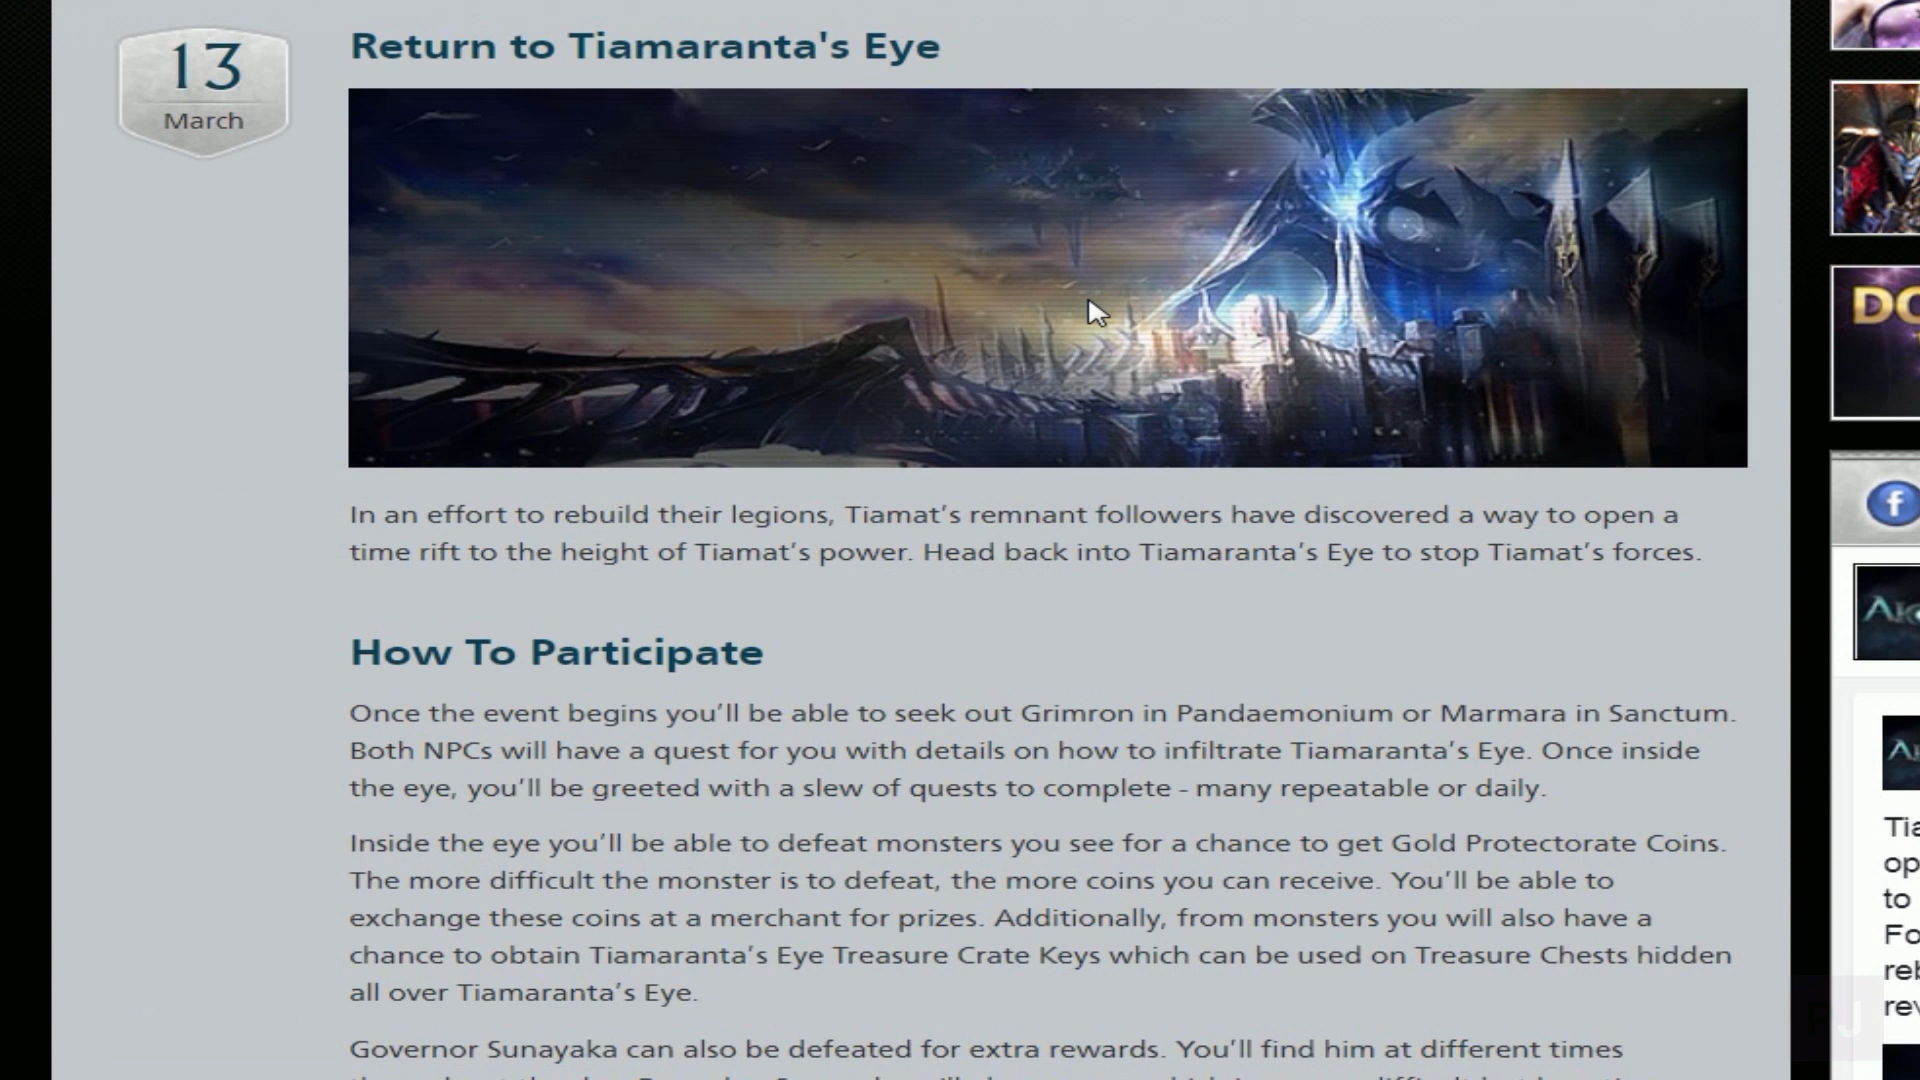 13
March
Return to Tiamaranta's Eye
In an effort to rebuild their legions, Tiamat's remnant followers have discovered a way to open a
time rift to the height of Tiamat's power. Head back into Tiamaranta's Eye to stop Tiamat's forces.
How To Participate
Once the event begins you'll be able to seek out Grimron in Pandaemonium or Marmara in Sanctum.
Both NPCs will have a quest for you with details on how to infiltrate Tiamaranta's Eye. Once inside
the eye, you'll be greeted with a slew of quests to complete - many repeatable or daily.
Inside the eye you'll be able to defeat monsters you see for a chance to get Gold Protectorate Coins.
The more difficult the monster is to defeat, the more coins you can receive. You'll be able to
exchange these coins at a merchant for prizes. Additionally, from monsters you will also have a
chance to obtain Tiamaranta's Eye Treasure Crate Keys which can be used on Treasure Chests hidden
all over Tiamaranta's Eye.
Governor Sunayaka can also be defeated for extra rewards. You'll find him at different times
f
to